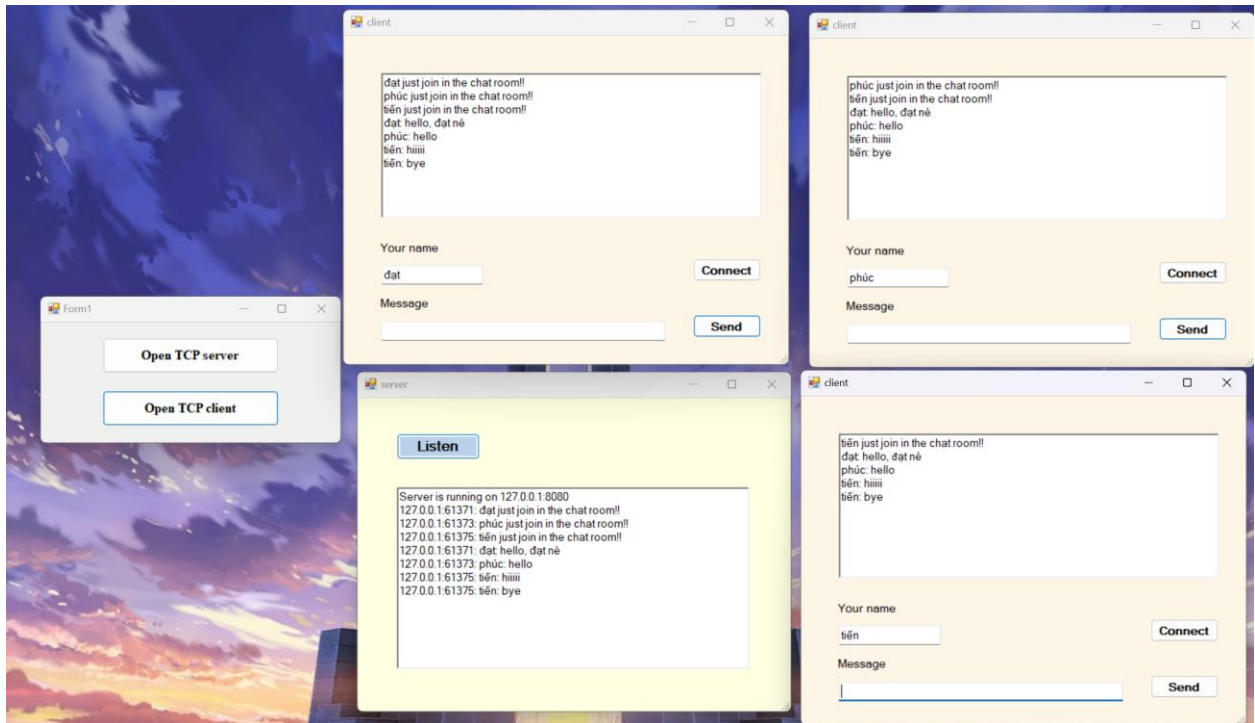 client
đạt just join in the chat room!!
phúc just join in the chat room!!
tiến just join in the chat room!!
đạt: hello, đạt nè
phúc: hello
tiến: hiiiii
tiến: bye
Your name
đạt
Connect
Message
Send
client
phúc just join in the chat room!!
tiến just join in the chat room!!
đạt: hello, đạt nè
phúc: hello
tiến: hiiiii
tiến: bye
Your name
phúc
Connect
Message
Send
Form1
Open TCP server
Open TCP client
server
Listen
Server is running on 127.0.0.1:8080
127.0.0.1:61371: đạt just join in the chat room!!
127.0.0.1:61373: phúc just join in the chat room!!
127.0.0.1:61375: tiến just join in the chat room!!
127.0.0.1:61371: đạt: hello, đạt nè
127.0.0.1:61373: phúc: hello
127.0.0.1:61375: tiến: hiiiii
127.0.0.1:61375: tiến: bye
client
tiến just join in the chat room!!
đạt: hello, đạt nè
phúc: hello
tiến: hiiiii
tiến: bye
Your name
tiến
Connect
Message
Send